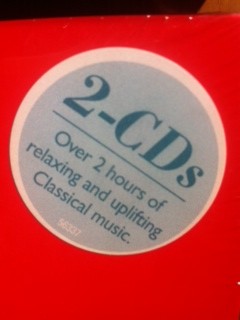 2-CDs
Over 2 hours of
relaxing and uplifting
Classical music.